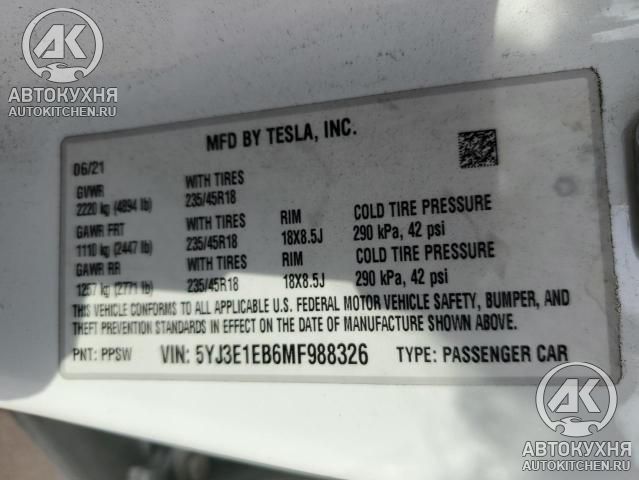 АК
АВТОКУХНЯ
AUTOKITCHEN.RU
MFD BY TESLA, INC.
06/21
GVWR WITH TIRES
2220 kg (4894 lb) 235/45R18
GAWR FRT WITH TIRES RIM COLD TIRE PRESSURE
1110 kg (2447 lb) 235/45R18 18X8.5J 290 kPa, 42 psi
GAWR RR WITH TIRES RIM COLD TIRE PRESSURE
1257 kg (2771 lb) 235/45R18 18X8.5J 290 kPa, 42 psi
THIS VEHICLE CONFORMS TO ALL APPLICABLE U.S. FEDERAL MOTOR VEHICLE SAFETY, BUMPER, AND
THEFT PREVENTION STANDARDS IN EFFECT ON THE DATE OF MANUFACTURE SHOWN ABOVE.
PNT: PPSW VIN: 5YJ3E1EB6MF988326 TYPE: PASSENGER CAR
АК
АВТОКУХНЯ
AUTOKITCHEN.RU